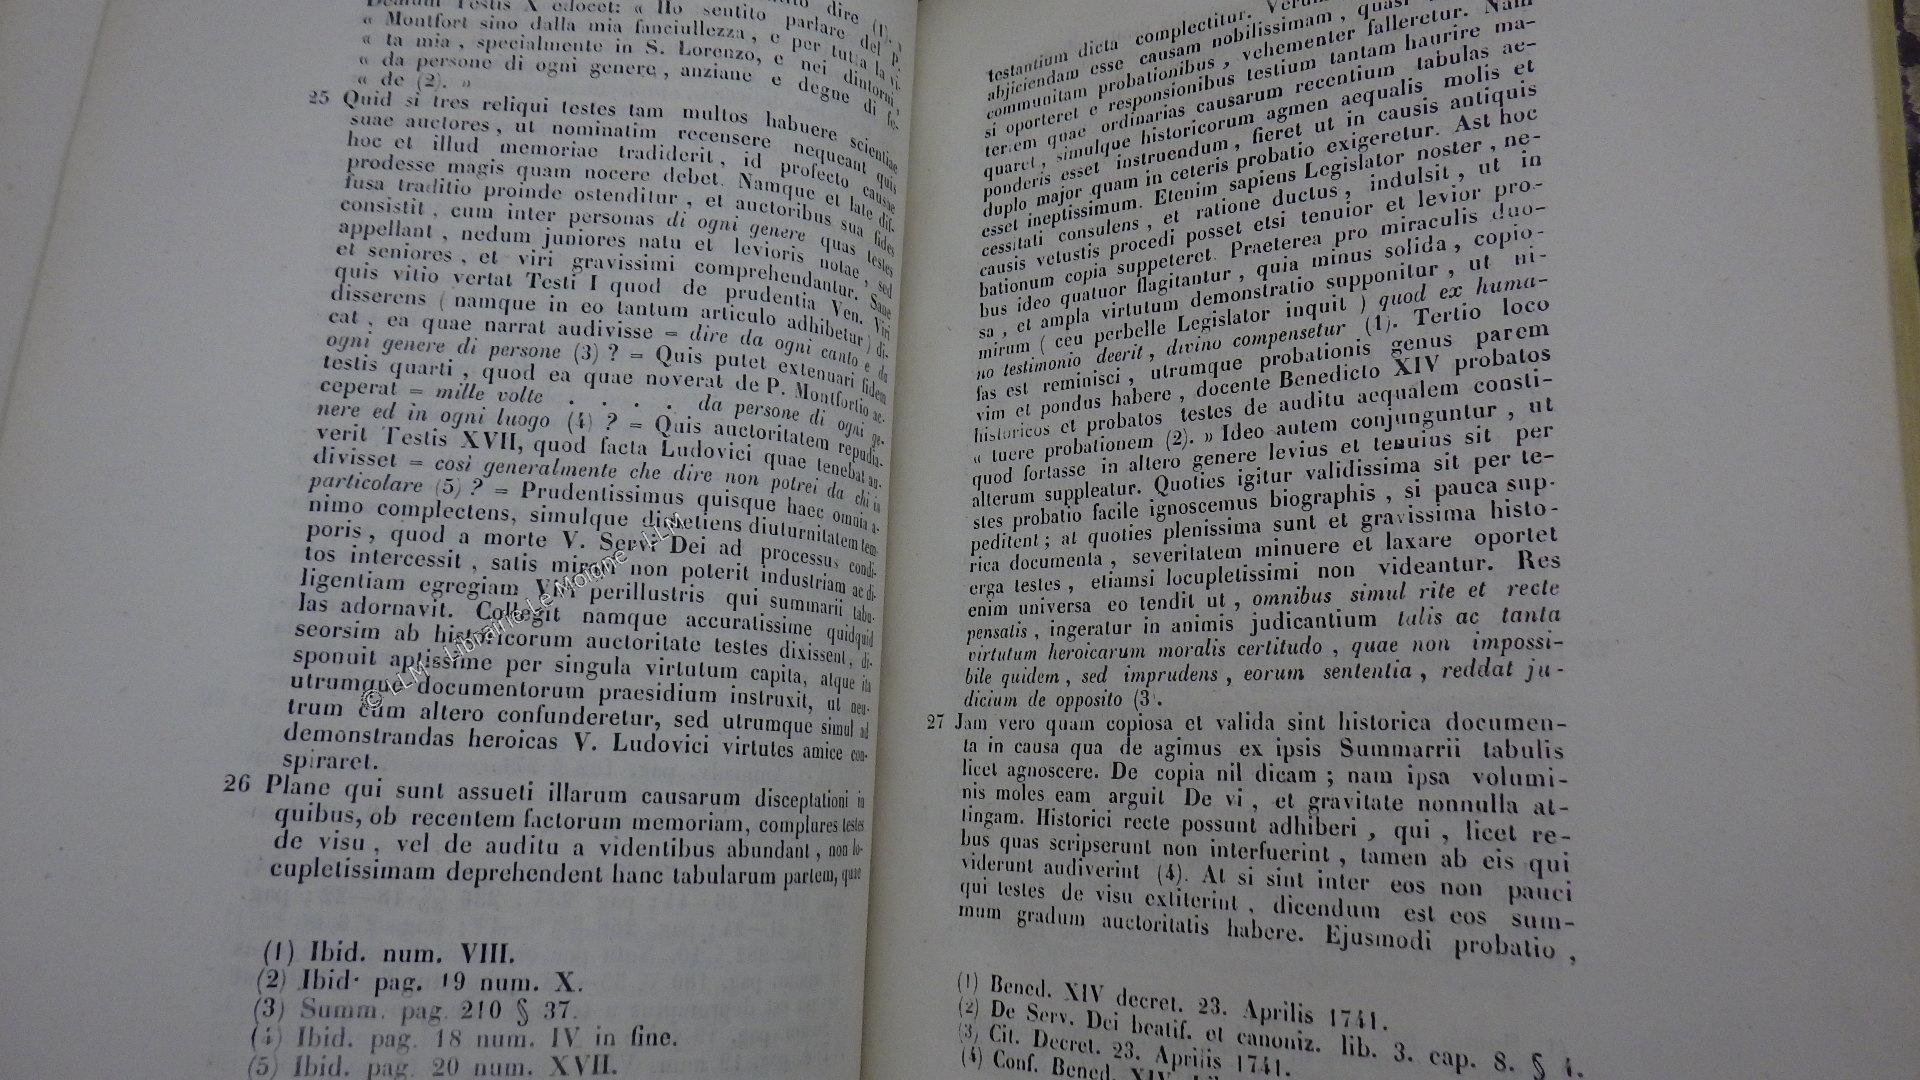 Testis X edocet: « Ho sentito parlare del P.
« Montfort sino dalla mia fanciullezza, e per tutta la vi-
« ta mia, specialmente in S. Lorenzo, e nei dintorni,
« da persone di ogni genere, anziane e degne di fe-
« de (2). »
25 Quid si tres reliqui testes tam multos habuere scientiae
suae auctores, ut nominatim recensere nequeant quis
hoc et illud memoriae tradiderit, id profecto causae
prodesse magis quam nocere debet. Namque et late dif-
fusa traditio proinde ostenditur, et auctoribus sua fides
consistit, cum inter personas di ogni genere quas testes
appellant, nedum juniores natu et levioris notae, sed
et seniores, et viri gravissimi comprehendantur. Sane
quis vitio vertat Testi I quod de prudentia Ven. Viri
disserens (namque in eo tantum articulo adhibetur) di-
cat, ea quae narrat audivisse = dire da ogni canto e da
ogni genere di persone (3) ? = Quis putet extenuari fidem
testis quarti, quod ea quae noverat de P. Montfortio ac-
ceperat = mille volte . . . . da persone di ogni ge-
nere ed in ogni luogo (4) ? = Quis auctoritatem repudia-
verit Testis XVII, quod facta Ludovici quae tenebat au-
divisset = così generalmente che dire non potrei da chi in
particolare (5) ? = Prudentissimus quisque haec omnia a-
nimo complectens, simulque dimetiens diuturnitatem tem-
poris, quod a morte V. Servi Dei ad processus condi-
tos intercessit, satis mirari non poterit industriam ac di-
ligentiam egregiam Viri perillustris qui summarii tabu-
las adornavit. Collegit namque accuratissime quidquid
seorsim ab historicorum auctoritate testes dixissent, di-
sponuit aptissime per singula virtutum capita, atque ita
utrumque documentorum praesidium instruxit, ut neu-
trum cum altero confunderetur, sed utrumque simul ad
demonstrandas heroicas V. Ludovici virtutes amice con-
spiraret.
26 Plane qui sunt assueti illarum causarum disceptationi in
quibus, ob recentem factorum memoriam, complures testes
de visu, vel de auditu a videntibus abundant, non lo-
cupletissimam deprehendent hanc tabularum partem, quae
(1) Ibid. num. VIII.
(2) Ibid. pag. 19 num. X.
(3) Summ. pag. 210 § 37.
(4) Ibid. pag. 18 num. IV in fine.
(5) Ibid. pag. 20 num. XVII.
testantium dicta complectitur.
abjiciendam esse causam nobilissimam, quasi
communitam probationibus, vehementer falleretur. Nam
si oporteret e responsionibus testium tantam haurire ma-
teriem quae ordinarias causarum recentium tabulas ae-
quaret, simulque historicorum agmen aequalis molis et
ponderis esset instruendum, fieret ut in causis antiquis
duplo major quam in ceteris probatio exigeretur. Ast hoc
esset ineptissimum. Etenim sapiens Legislator noster, ne-
cessitati consulens, et ratione ductus, indulsit, ut in
causis vetustis procedi posset etsi tenuior et levior pro-
bationum copia suppeteret. Praeterea pro miraculis duo-
bus ideo quatuor flagitantur, quia minus solida, copio-
sa, et ampla virtutum demonstratio supponitur, ut ni-
mirum (ceu perbelle Legislator inquit) quod ex huma-
no testimonio deerit, divino compensetur (1). Tertio loco
fas est reminisci, utrumque probationis genus parem
vim et pondus habere, docente Benedicto XIV probatos
historicos et probatos testes de auditu aequalem consti-
« tuere probationem (2). » Ideo autem conjunguntur, ut
quod fortasse in altero genere levius et tenuius sit per
alterum suppleatur. Quoties igitur validissima sit per te-
stes probatio facile ignoscemus biographis, si pauca sup-
peditent; at quoties plenissima sunt et gravissima histo-
rica documenta, severitatem minuere et laxare oportet
erga testes, etiamsi locupletissimi non videantur. Res
enim universa eo tendit ut, omnibus simul rite et recte
pensatis, ingeratur in animis judicantium talis ac tanta
virtutum heroicarum moralis certitudo, quae non impossi-
bile quidem, sed imprudens, eorum sententia, reddat ju-
dicium de opposito (3).
27 Jam vero quam copiosa et valida sint historica documen-
ta in causa qua de agimus ex ipsis Summarrii tabulis
licet agnoscere. De copia nil dicam; nam ipsa volumi-
nis moles eam arguit De vi, et gravitate nonnulla at-
tingam. Historici recte possunt adhiberi, qui, licet re-
bus quas scripserunt non interfuerint, tamen ab eis qui
viderunt audiverint (4). At si sint inter eos non pauci
qui testes de visu extiterint, dicendum est eos sum-
mum gradum auctoritatis habere. Ejusmodi probatio,
(1) Bened. XIV decret. 23. Aprilis 1741.
(2) De Serv. Dei beatif. et canoniz. lib. 3. cap. 8. § 4.
(3) Cit. Decret. 23. Aprilis 1741.
(4) Conf. Bened. XIV
© LLM - Librairie Le Moigne - LLM